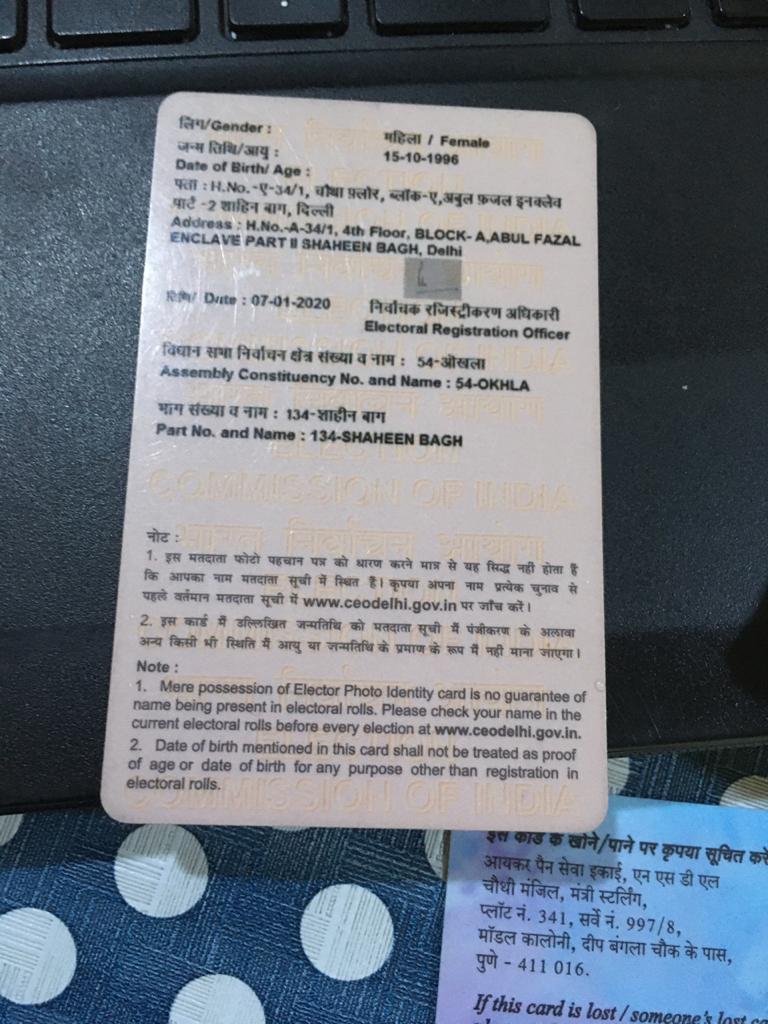 लिंग/Gender : महिला / Female
जन्म तिथि/आयु : 15-10-1996
Date of Birth/ Age :
पता : H.No.-ए-34/1, चौथा फ़्लोर, ब्लॉक-ए,अबुल फ़जल इनक्लेव
पार्ट -2 शाहिन बाग, दिल्ली
Address : H.No.-A-34/1, 4th Floor, BLOCK- A,ABUL FAZAL
ENCLAVE PART II SHAHEEN BAGH, Delhi
तिथि/ Date : 07-01-2020 निर्वाचक रजिस्ट्रीकरण अधिकारी
Electoral Registration Officer
विधान सभा निर्वाचन क्षेत्र संख्या व नाम : 54-ओखला
Assembly Constituency No. and Name : 54-OKHLA
भाग संख्या व नाम : 134-शाहीन बाग
Part No. and Name : 134-SHAHEEN BAGH
ELECTION
COMMISSION OF INDIA
भारत निर्वाचन आयोग
नोट :
1. इस मतदाता फोटो पहचान पत्र को धारण करने मात्र से यह सिद्ध नही होता है
कि आपका नाम मतदाता सूची में स्थित है। कृपया अपना नाम प्रत्येक चुनाव से
पहले वर्तमान मतदाता सूची में www.ceodelhi.gov.in पर जाँच करें।
2. इस कार्ड में उल्लिखित जन्मतिथि को मतदाता सूची में पंजीकरण के अलावा
अन्य किसी भी स्थिति में आयु या जन्मतिथि के प्रमाण के रूप में नही माना जाएगा।
Note :
1. Mere possession of Elector Photo Identity card is no guarantee of
name being present in electoral rolls. Please check your name in the
current electoral rolls before every election at www.ceodelhi.gov.in.
2. Date of birth mentioned in this card shall not be treated as proof
of age or date of birth for any purpose other than registration in
electoral rolls.
COMMISSION OF INDIA
इस कार्ड के खोने/पाने पर कृपया सूचित करें
आयकर पैन सेवा इकाई, एन एस डी एल
चौथी मंजिल, मंत्री स्टर्लिंग,
प्लॉट नं. 341, सर्वे नं. 997/8,
मॉडल कालोनी, दीप बंगला चौक के पास,
पुणे - 411 016.
If this card is lost / someone's lost